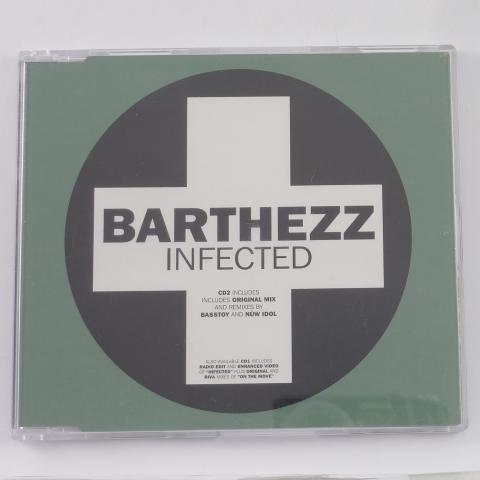 BARTHEZZ
INFECTED
CD2 INCLUDES
INCLUDES ORIGINAL MIX
AND REMIXES BY
BASSTOY AND NÜW IDOL
ALSO AVAILABLE CD1 INCLUDES
RADIO EDIT AND ENHANCED VIDEO
OF "INFECTED" PLUS ORIGINAL AND
RIVA MIXES OF "ON THE MOVE"